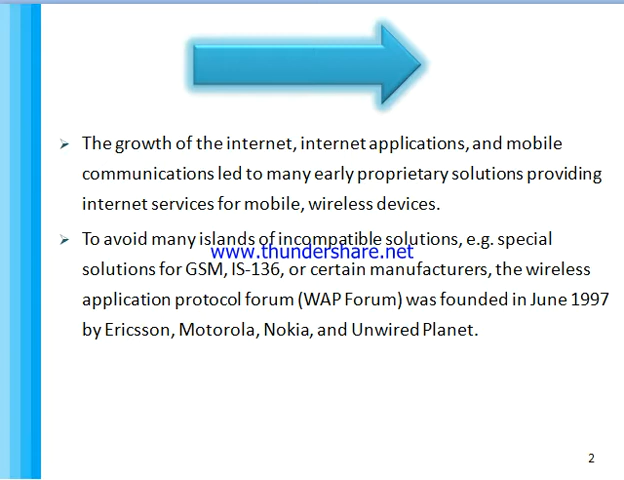 The growth of the internet, internet applications, and mobile
communications led to many early proprietary solutions providing
internet services for mobile, wireless devices.
To avoid many islands of incompatible solutions, e.g. special
www.thundershare.net
solutions for GSM, IS-136, or certain manufacturers, the wireless
application protocol forum (WAP Forum) was founded in June 1997
by Ericsson, Motorola, Nokia, and Unwired Planet.
2